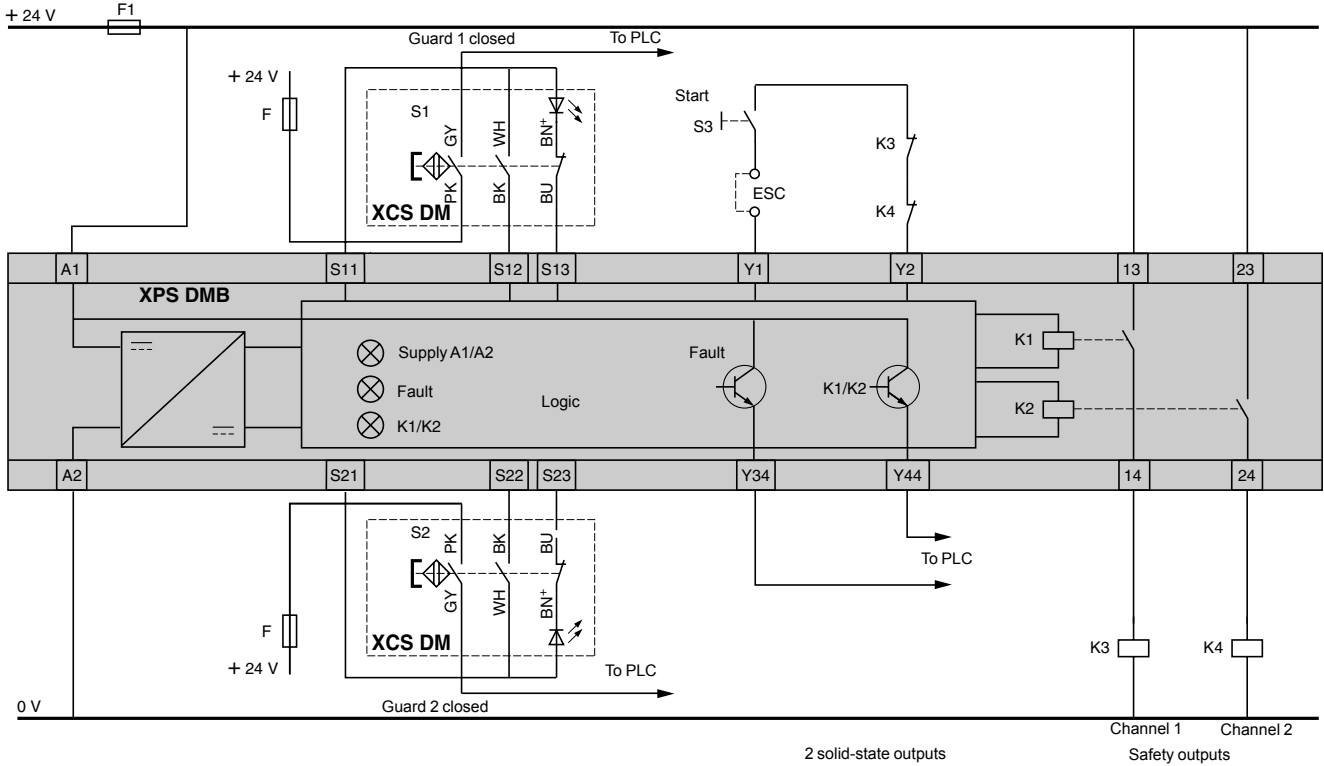 + 24 V
F1
Guard 1 closed
To PLC
+ 24 V
F
S1
GY
WH
BN+
PK
BK
BU
XCS DM
Start
S3
ESC
K3
K4
A1
S11
S12
S13
Y1
Y2
13
23
XPS DMB
Supply A1/A2
Fault
K1/K2
Logic
Fault
K1/K2
K1
K2
A2
S21
S22
S23
Y34
Y44
14
24
S2
PK
BK
BU
GY
WH
BN+
XCS DM
F
+ 24 V
To PLC
To PLC
K3
K4
0 V
Guard 2 closed
Channel 1
Channel 2
2 solid-state outputs
Safety outputs